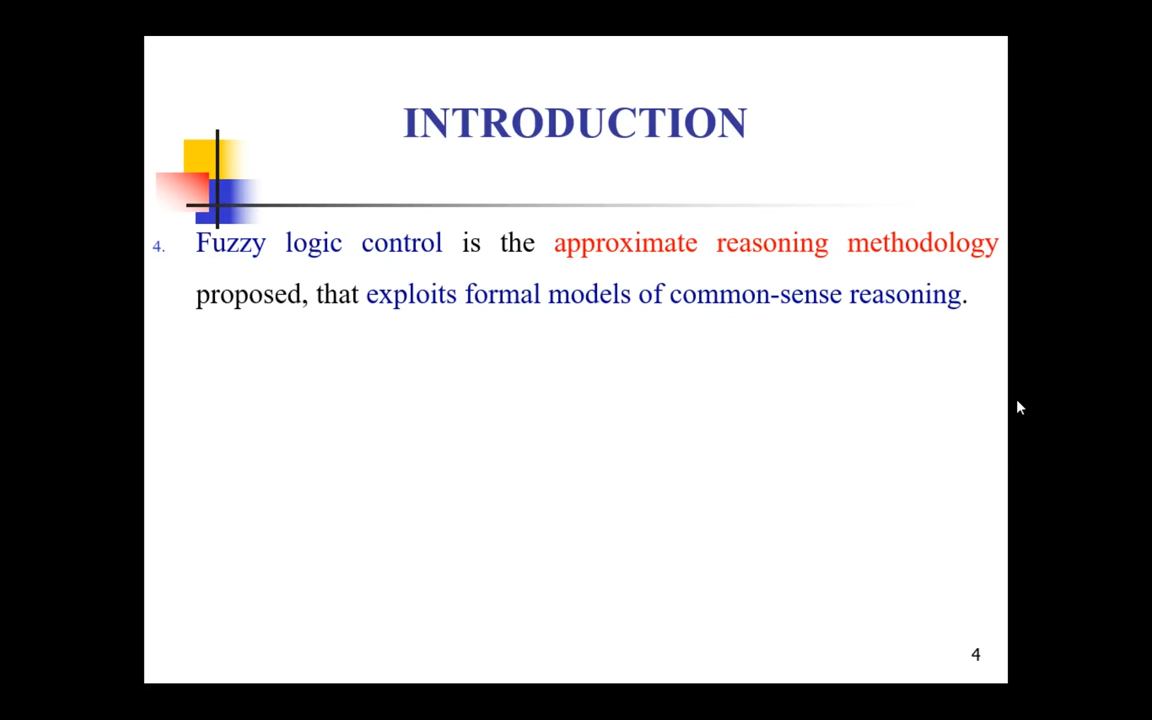 INTRODUCTION
4. Fuzzy logic control is the approximate reasoning methodology
proposed, that exploits formal models of common-sense reasoning.
4